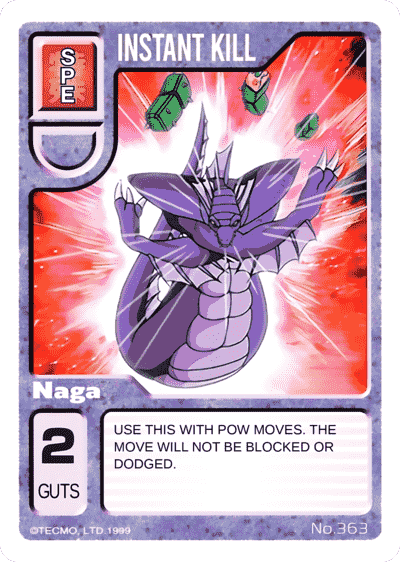 SPE
INSTANT KILL
Naga
2
GUTS
USE THIS WITH POW MOVES. THE
MOVE WILL NOT BE BLOCKED OR
DODGED.
©TECMO, LTD.1999
No.363